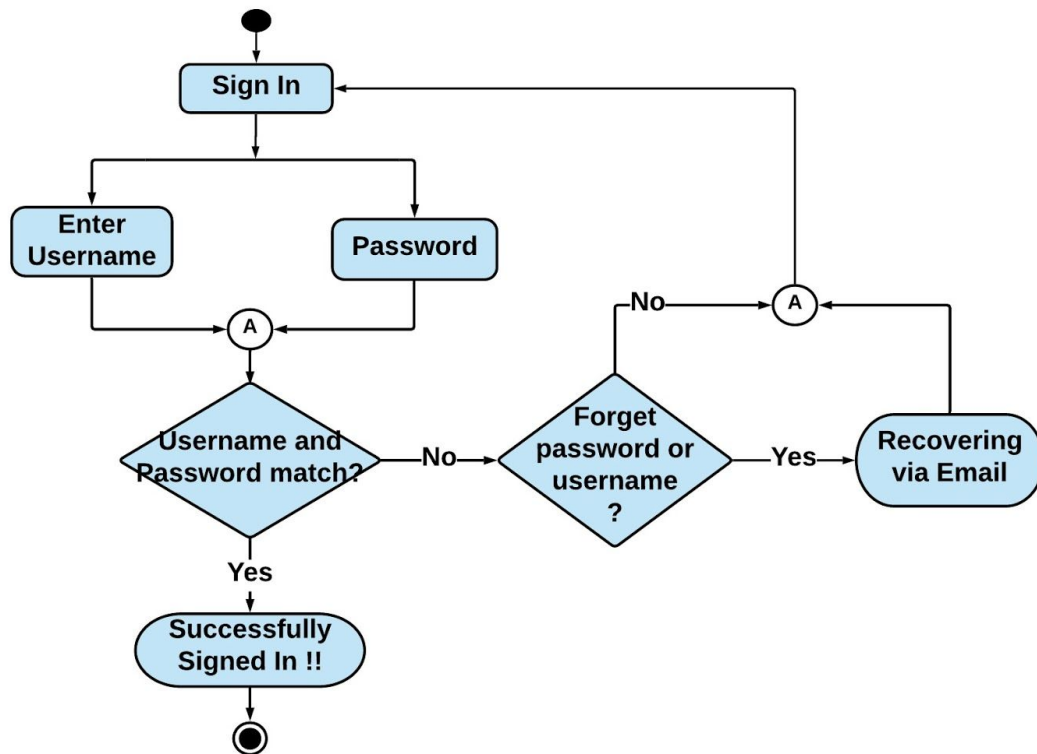 Sign In
Enter
Username
Password
A
Username and
Password match?
No
Forget
password or
username
?
No
A
Yes
Recovering
via Email
Yes
Successfully
Signed In !!